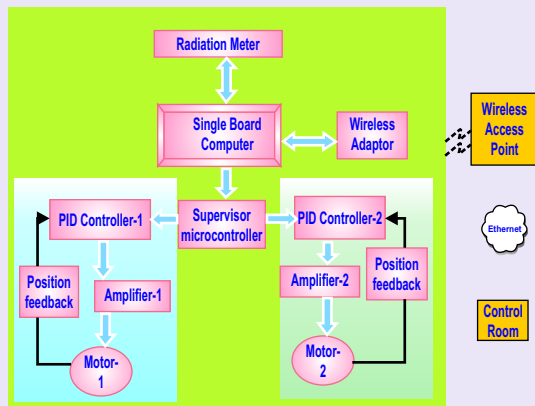 Radiation Meter
Single Board
Computer
Wireless
Adaptor
Wireless
Access
Point
PID Controller-1
Supervisor
microcontroller
PID Controller-2
Ethernet
Position
feedback
Amplifier-1
Amplifier-2
Position
feedback
Motor-
1
Motor-
2
Control
Room